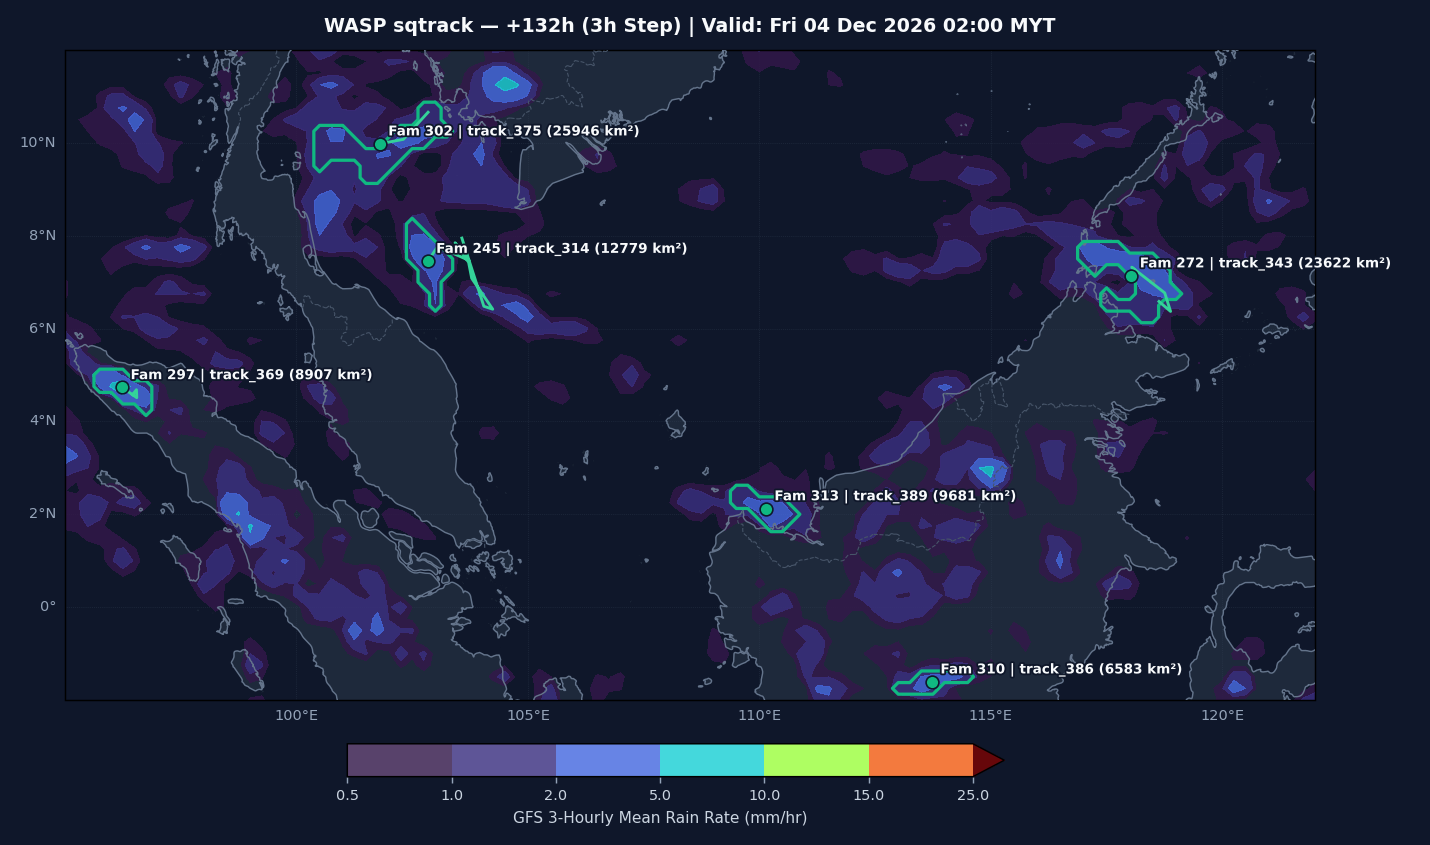 WASP sqtrack — +132h (3h Step) | Valid: Fri 04 Dec 2026 02:00 MYT
10°N
8°N
6°N
4°N
2°N
0°
Fam 302 | track_375 (25946 km²)
Fam 245 | track_314 (12779 km²)
Fam 272 | track_343 (23622 km²)
Fam 297 | track_369 (8907 km²)
Fam 313 | track_389 (9681 km²)
Fam 310 | track_386 (6583 km²)
100°E 105°E 110°E 115°E 120°E
0.5 1.0 2.0 5.0 10.0 15.0 25.0
GFS 3-Hourly Mean Rain Rate (mm/hr)